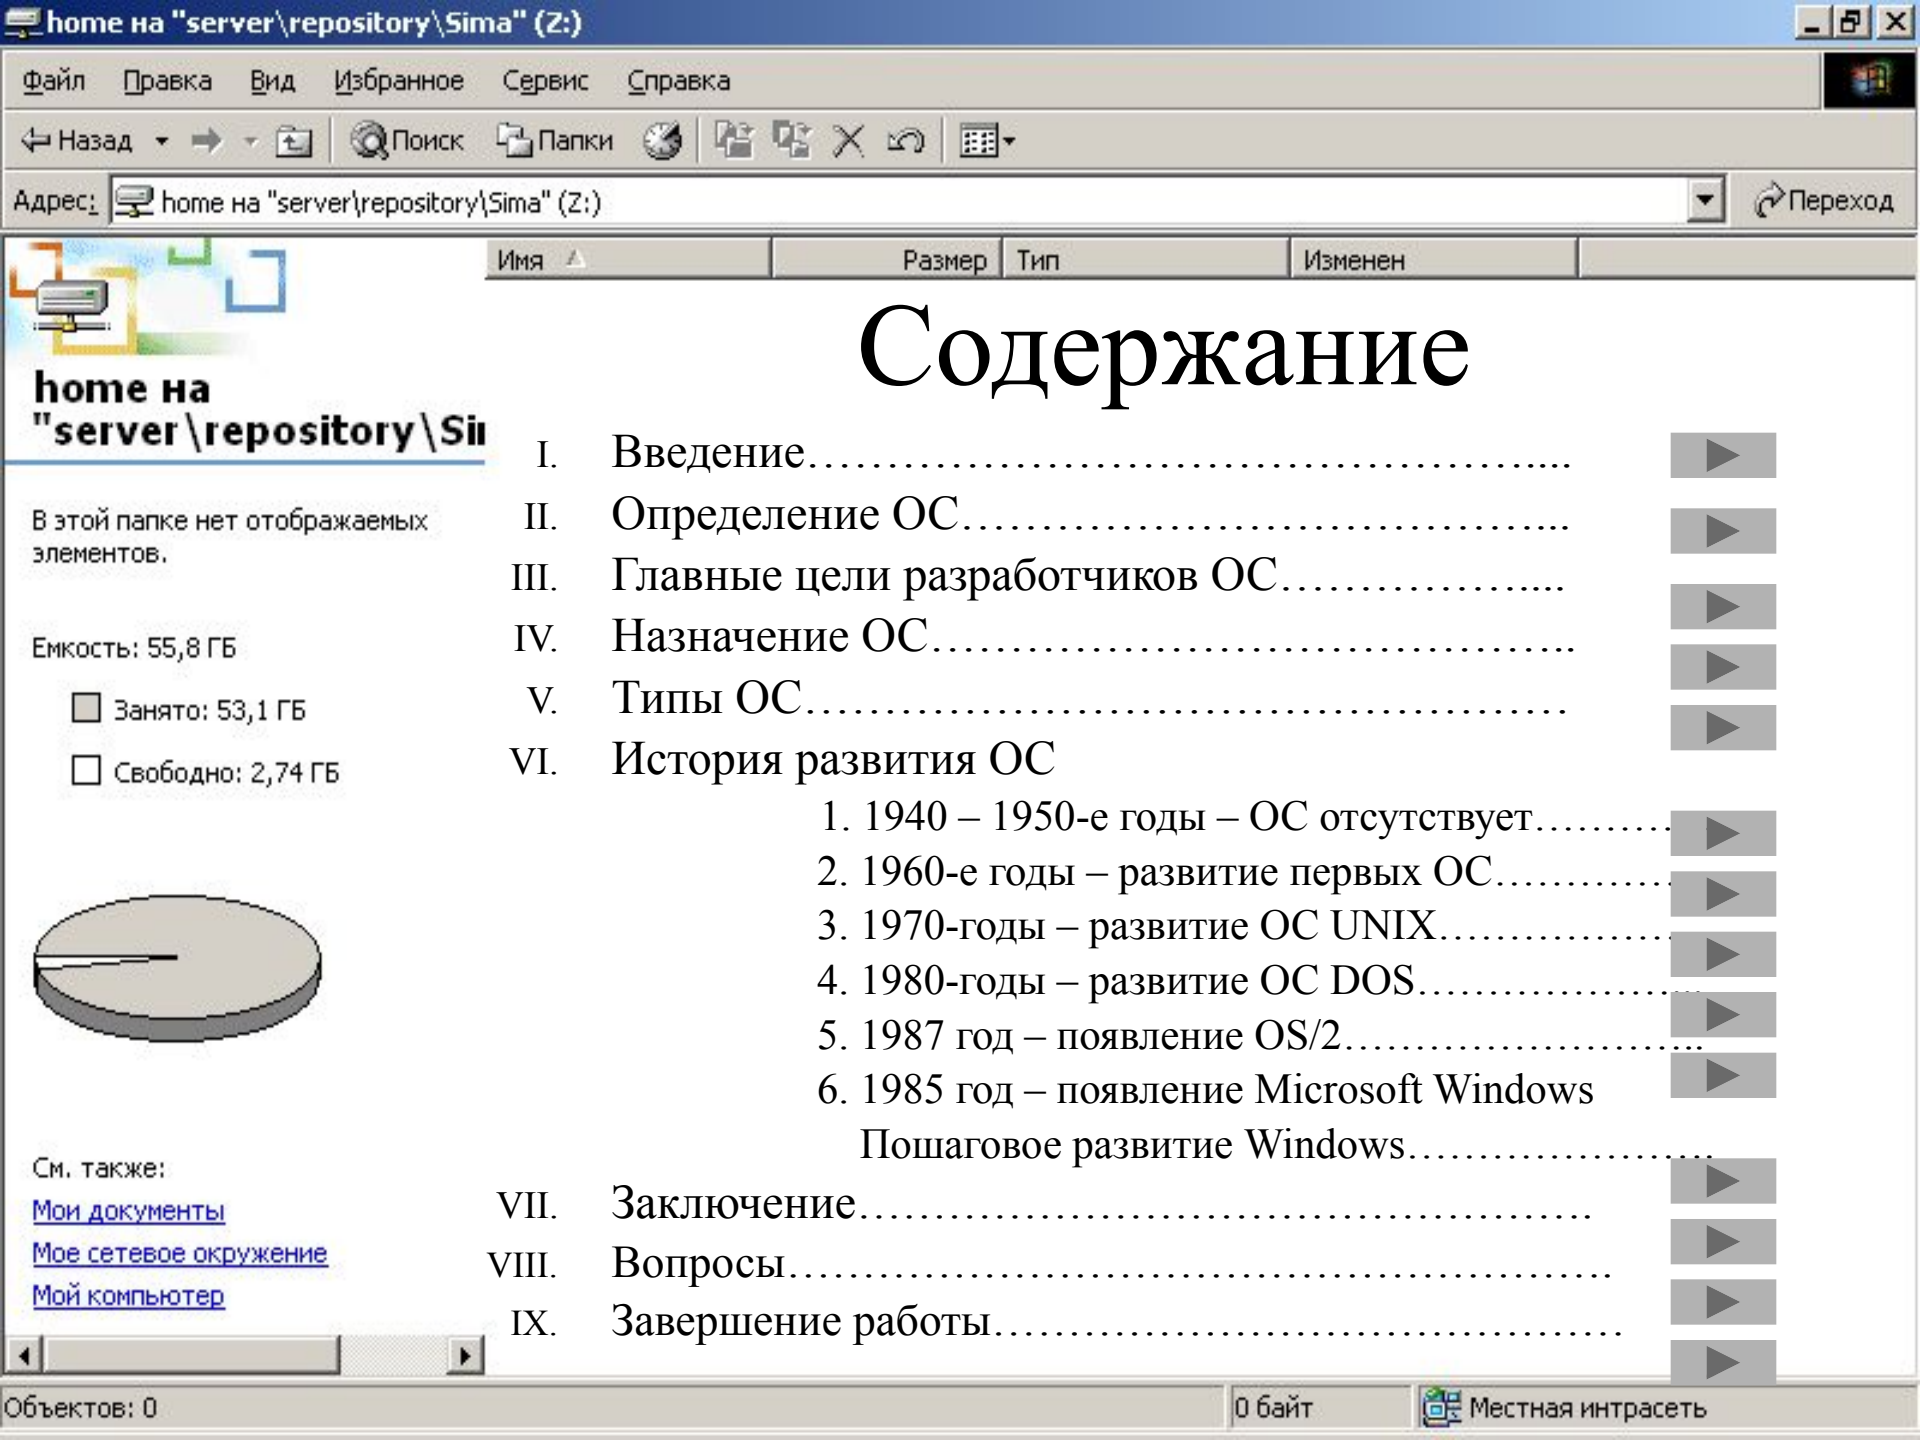 home на "server\repository\Sima" (Z:)
Файл Правка Вид Избранное Сервис Справка
Назад Поиск Папки
Адрес: home на "server\repository\Sima" (Z:) Переход
Имя Размер Тип Изменен
home на
"server\repository\Sii
В этой папке нет отображаемых
элементов.
Емкость: 55,8 ГБ
Занято: 53,1 ГБ
Свободно: 2,74 ГБ
См. также:
Мои документы
Мое сетевое окружение
Мой компьютер
Содержание
I. Введение………………………………………………....
II. Определение ОС……………………………………...
III. Главные цели разработчиков ОС………………....
IV. Назначение ОС………………………………………..
V. Типы ОС………………………………………………
VI. История развития ОС
1. 1940 – 1950-е годы – ОС отсутствует……….
2. 1960-е годы – развитие первых ОС………….
3. 1970-годы – развитие ОС UNIX………………
4. 1980-годы – развитие ОС DOS………………...
5. 1987 год – появление OS/2……………………..
6. 1985 год – появление Microsoft Windows
Пошаговое развитие Windows………………….
VII. Заключение……………………………………………….
VIII. Вопросы…………………………………………………….
IX. Завершение работы………………………………………
Объектов: 0 0 байт Местная интрасеть